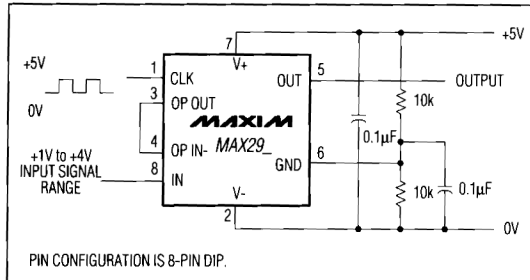 7
+5V
V+
+5V
1
CLK
OUT
5
OUTPUT
0V
3
OP OUT
10k
MAXIM
0.1µF
4
OP IN-
MAX29_
+1V to +4V
INPUT SIGNAL
RANGE
8
IN
GND
6
10k
0.1µF
V-
2
0V
PIN CONFIGURATION IS 8-PIN DIP.